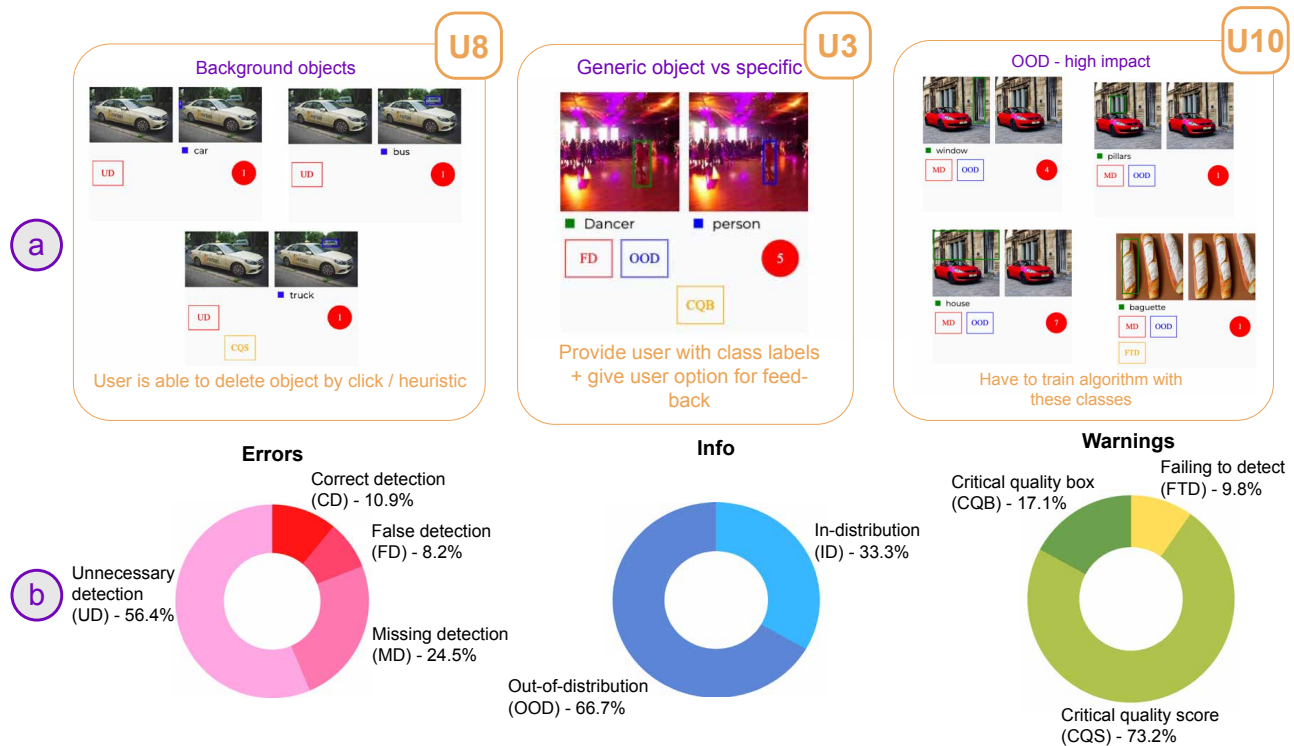 U8
Background objects
car
bus
UD
1
UD
1
truck
UD
1
CQS
User is able to delete object by click / heuristic
U3
Generic object vs specific
Dancer
person
FD
OOD
5
CQB
Provide user with class labels
+ give user option for feed-
back
U10
OOD - high impact
window
pillars
MD
OOD
4
MD
OOD
1
house
baguette
MD
OOD
7
MD
OOD
1
FTD
Have to train algorithm with
these classes
a
Errors
Correct detection
(CD) - 10.9%
False detection
(FD) - 8.2%
Unnecessary
detection
(UD) - 56.4%
Missing detection
(MD) - 24.5%
Info
In-distribution
(ID) - 33.3%
Out-of-distribution
(OOD) - 66.7%
Warnings
Critical quality box
(CQB) - 17.1%
Failing to detect
(FTD) - 9.8%
Critical quality score
(CQS) - 73.2%
b